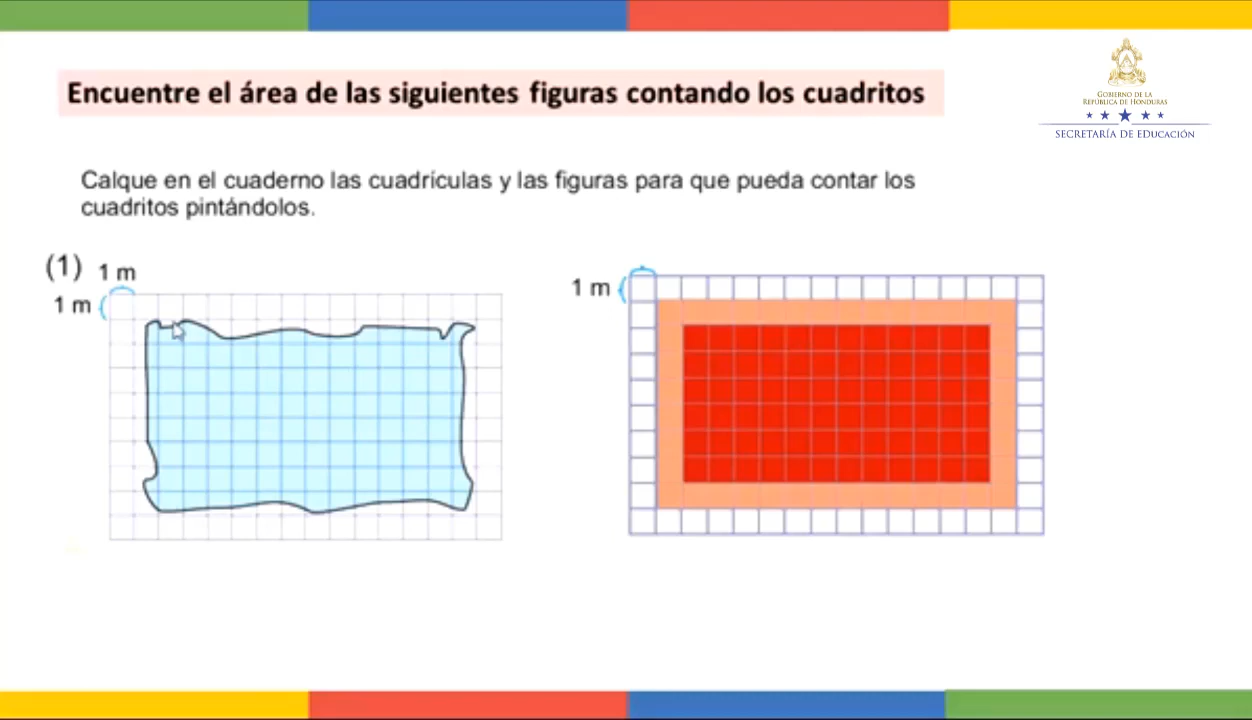 Encuentre el área de las siguientes figuras contando los cuadritos
GOBIERNO DE LA
REPÚBLICA DE HONDURAS
SECRETARÍA DE EDUCACIÓN
Calque en el cuaderno las cuadrículas y las figuras para que pueda contar los
cuadritos pintándolos.
(1) 1 m
1 m
1 m